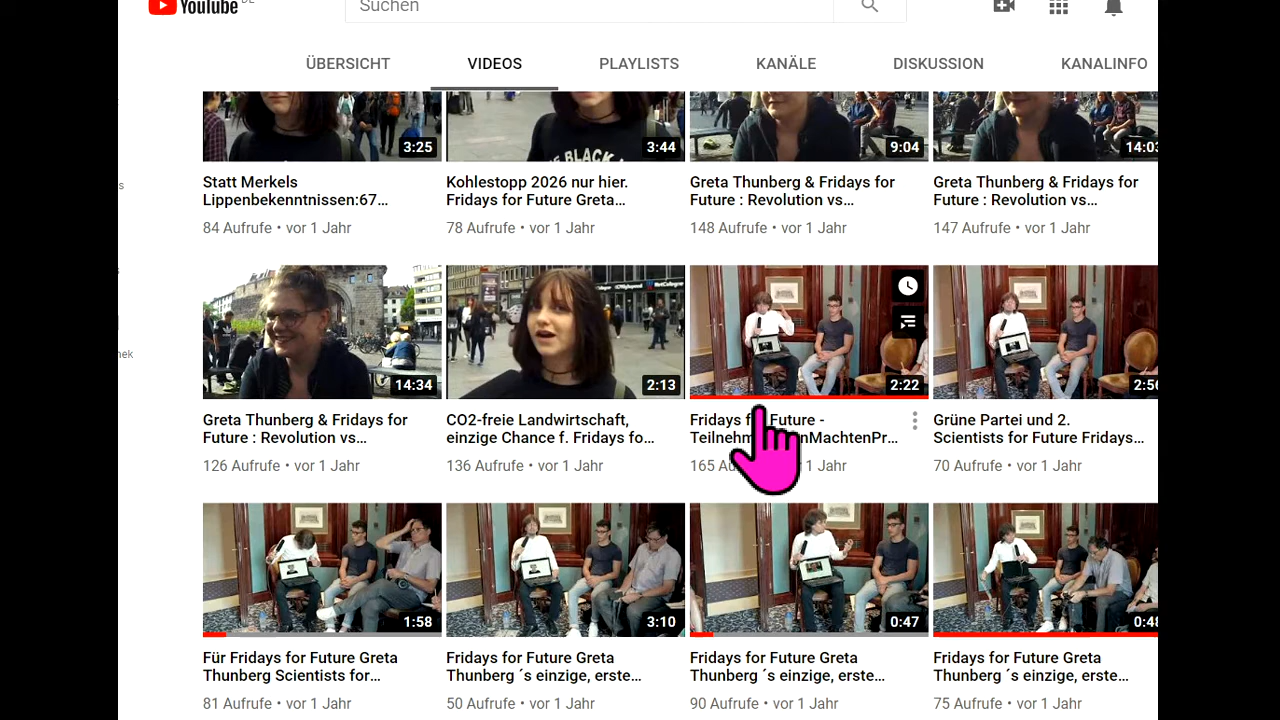 YouTube DE
Suchen
ÜBERSICHT VIDEOS PLAYLISTS KANÄLE DISKUSSION KANALINFO
3:25
BLACK
3:44
9:04
14:03
Statt Merkels
Lippenbekenntnissen:67...
84 Aufrufe • vor 1 Jahr
Kohlestopp 2026 nur hier.
Fridays for Future Greta...
78 Aufrufe • vor 1 Jahr
Greta Thunberg & Fridays for
Future : Revolution vs...
148 Aufrufe • vor 1 Jahr
Greta Thunberg & Fridays for
Future : Revolution vs...
147 Aufrufe • vor 1 Jahr
14:34
2:13
2:22
2:56
Greta Thunberg & Fridays for
Future : Revolution vs...
126 Aufrufe • vor 1 Jahr
CO2-freie Landwirtschaft,
einzige Chance f. Fridays fo...
136 Aufrufe • vor 1 Jahr
Fridays Future -
165 1 Jahr
Grüne Partei und 2.
Scientists for Future Fridays...
70 Aufrufe • vor 1 Jahr
1:58
3:10
0:47
0:48
Für Fridays for Future Greta
Thunberg Scientists for...
81 Aufrufe • vor 1 Jahr
Fridays for Future Greta
Thunberg ´s einzige, erste...
50 Aufrufe • vor 1 Jahr
Fridays for Future Greta
Thunberg ´s einzige, erste...
90 Aufrufe • vor 1 Jahr
Fridays for Future Greta
Thunberg ´s einzige, erste...
75 Aufrufe • vor 1 Jahr